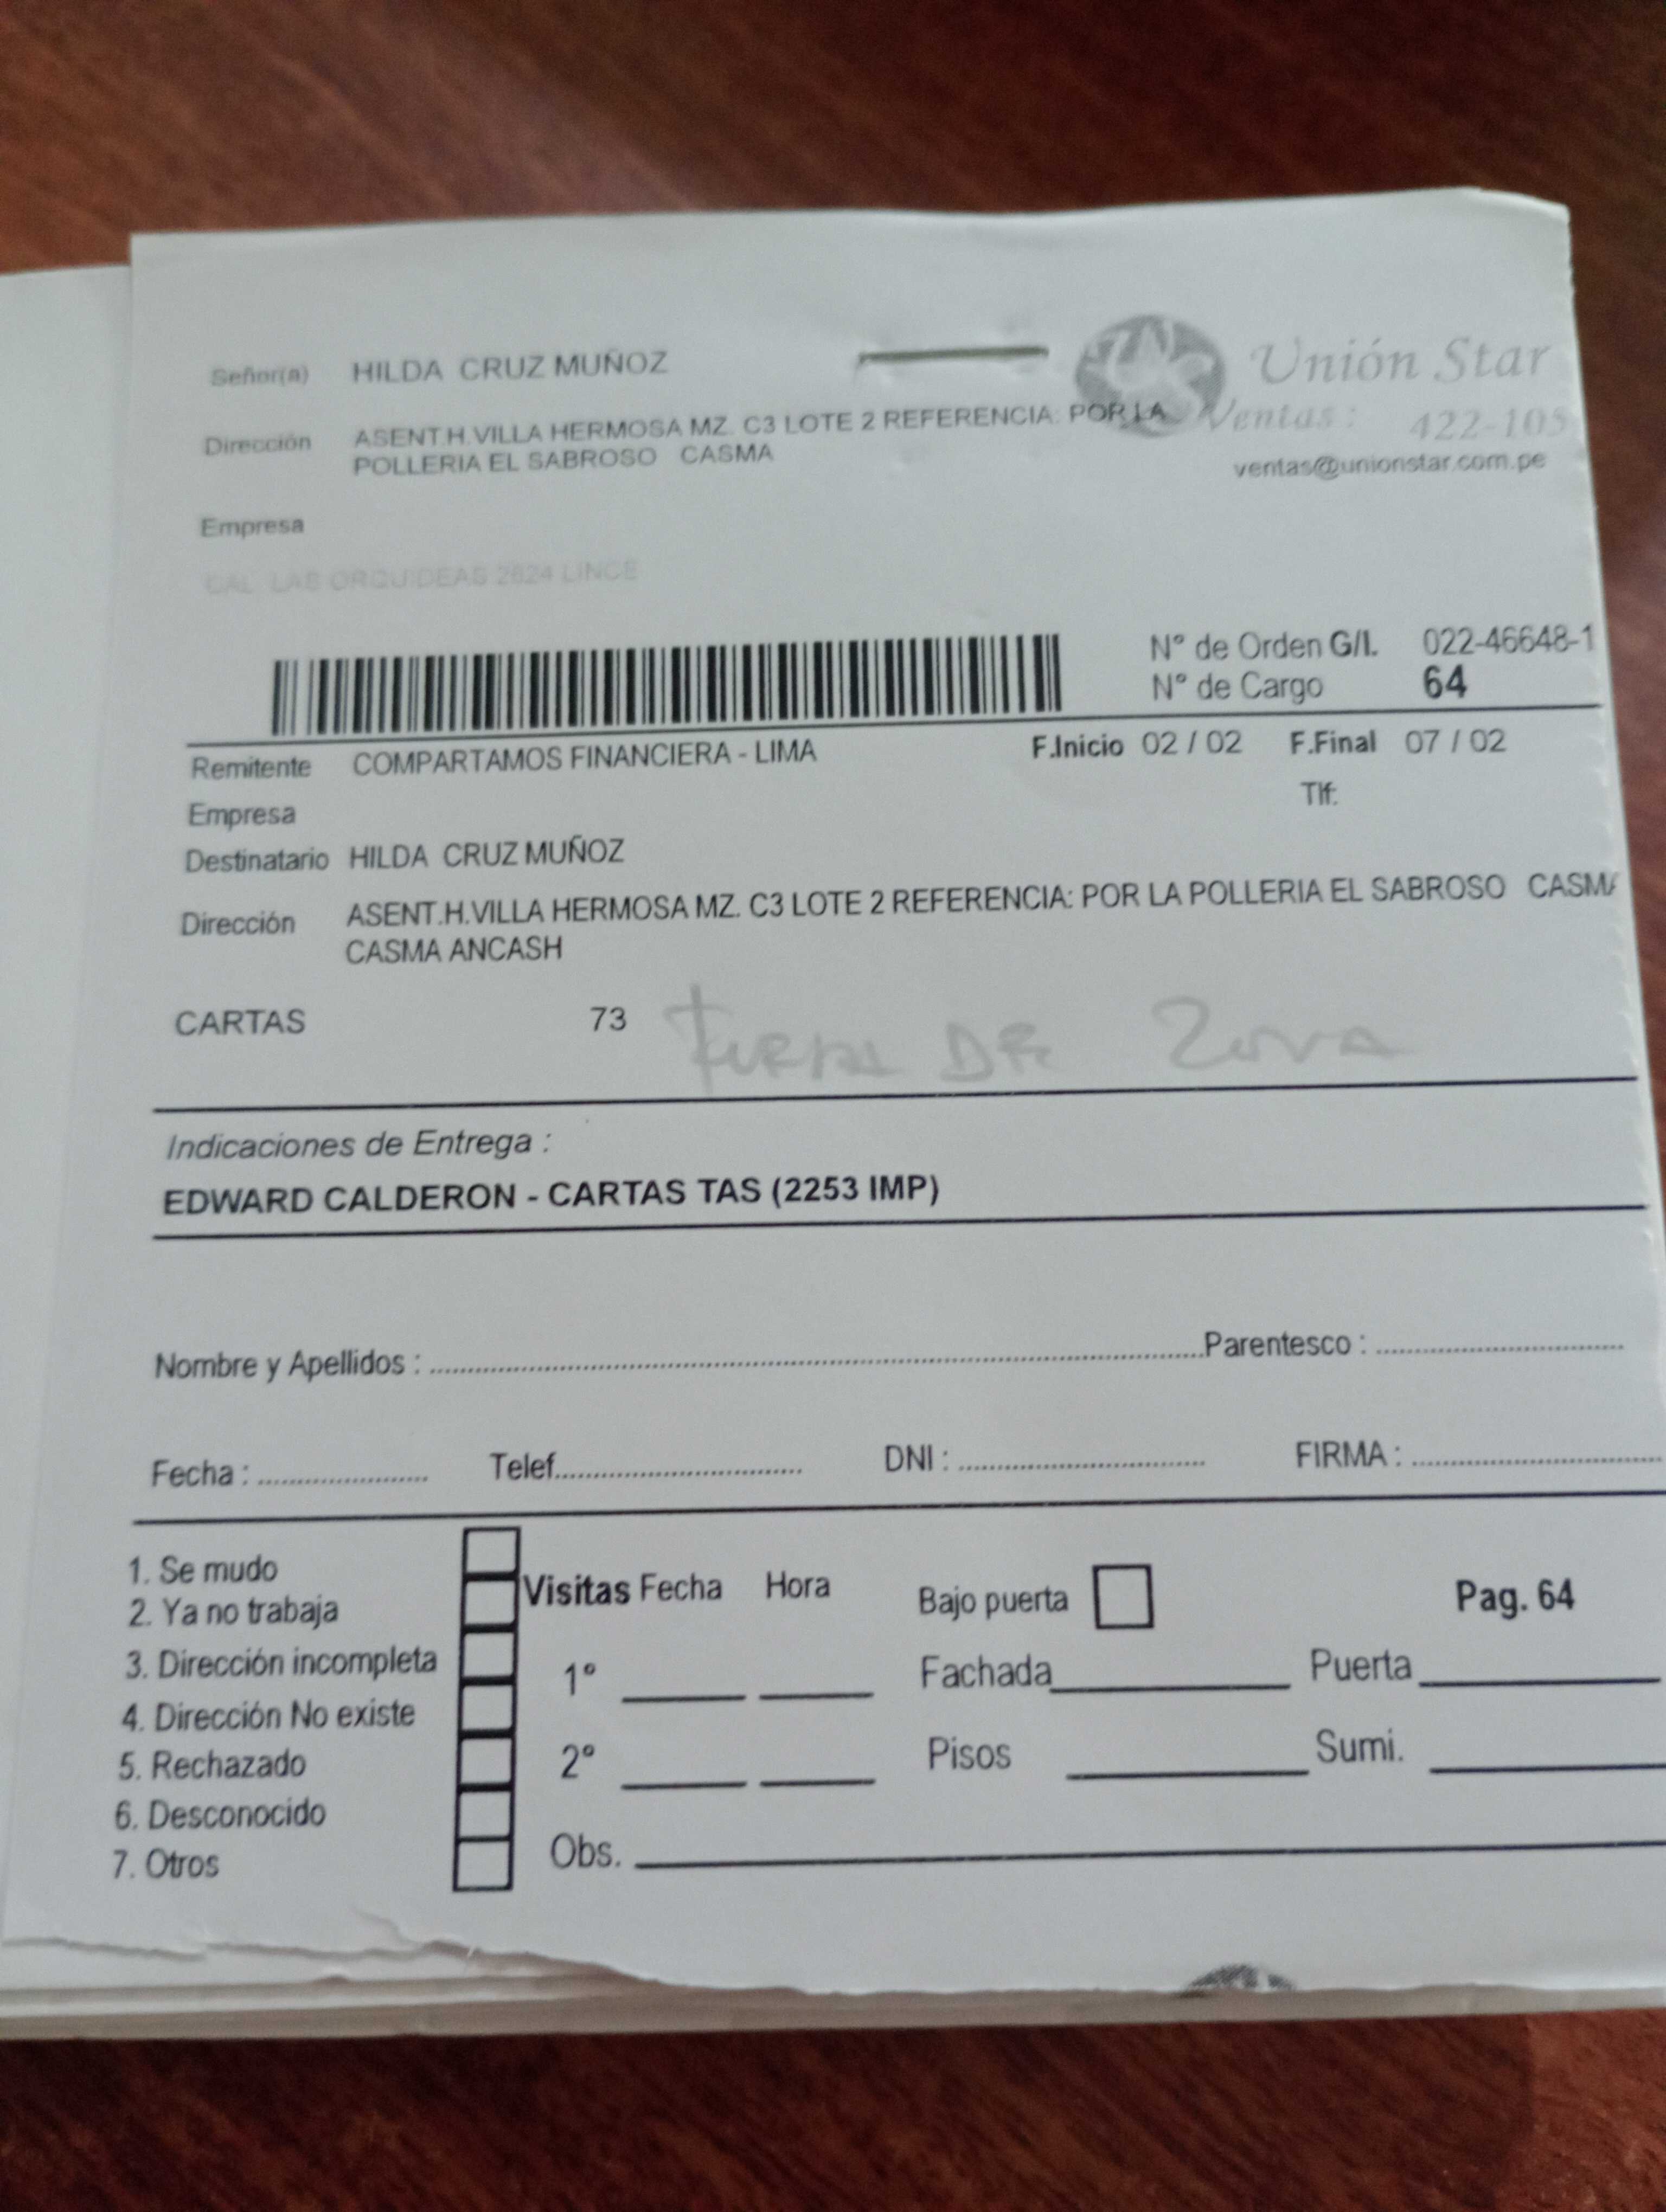 Señor(a) HILDA CRUZ MUÑOZ
Unión Star
Dirección ASENT.H.VILLA HERMOSA MZ. C3 LOTE 2 REFERENCIA: POR LA
POLLERIA EL SABROSO CASMA
Ventas : 422-105
ventas@unionstar.com.pe
Empresa
CAL LAS ORQUIDEAS 2624 LINCE
N° de Orden G/I. 022-46648-1
N° de Cargo 64
Remitente COMPARTAMOS FINANCIERA - LIMA F.Inicio 02 / 02 F.Final 07 / 02
Empresa Tlf:
Destinatario HILDA CRUZ MUÑOZ
Dirección ASENT.H.VILLA HERMOSA MZ. C3 LOTE 2 REFERENCIA: POR LA POLLERIA EL SABROSO CASMA
CASMA ANCASH
CARTAS 73 FUERA DE ZONA
Indicaciones de Entrega :
EDWARD CALDERON - CARTAS TAS (2253 IMP)
Nombre y Apellidos : Parentesco :
Fecha : Telef. DNI : FIRMA :
1. Se mudo
2. Ya no trabaja
3. Dirección incompleta
4. Dirección No existe
5. Rechazado
6. Desconocido
7. Otros
Visitas Fecha Hora
1°
2°
Obs.
Bajo puerta Pag. 64
Fachada Puerta
Pisos Sumi.